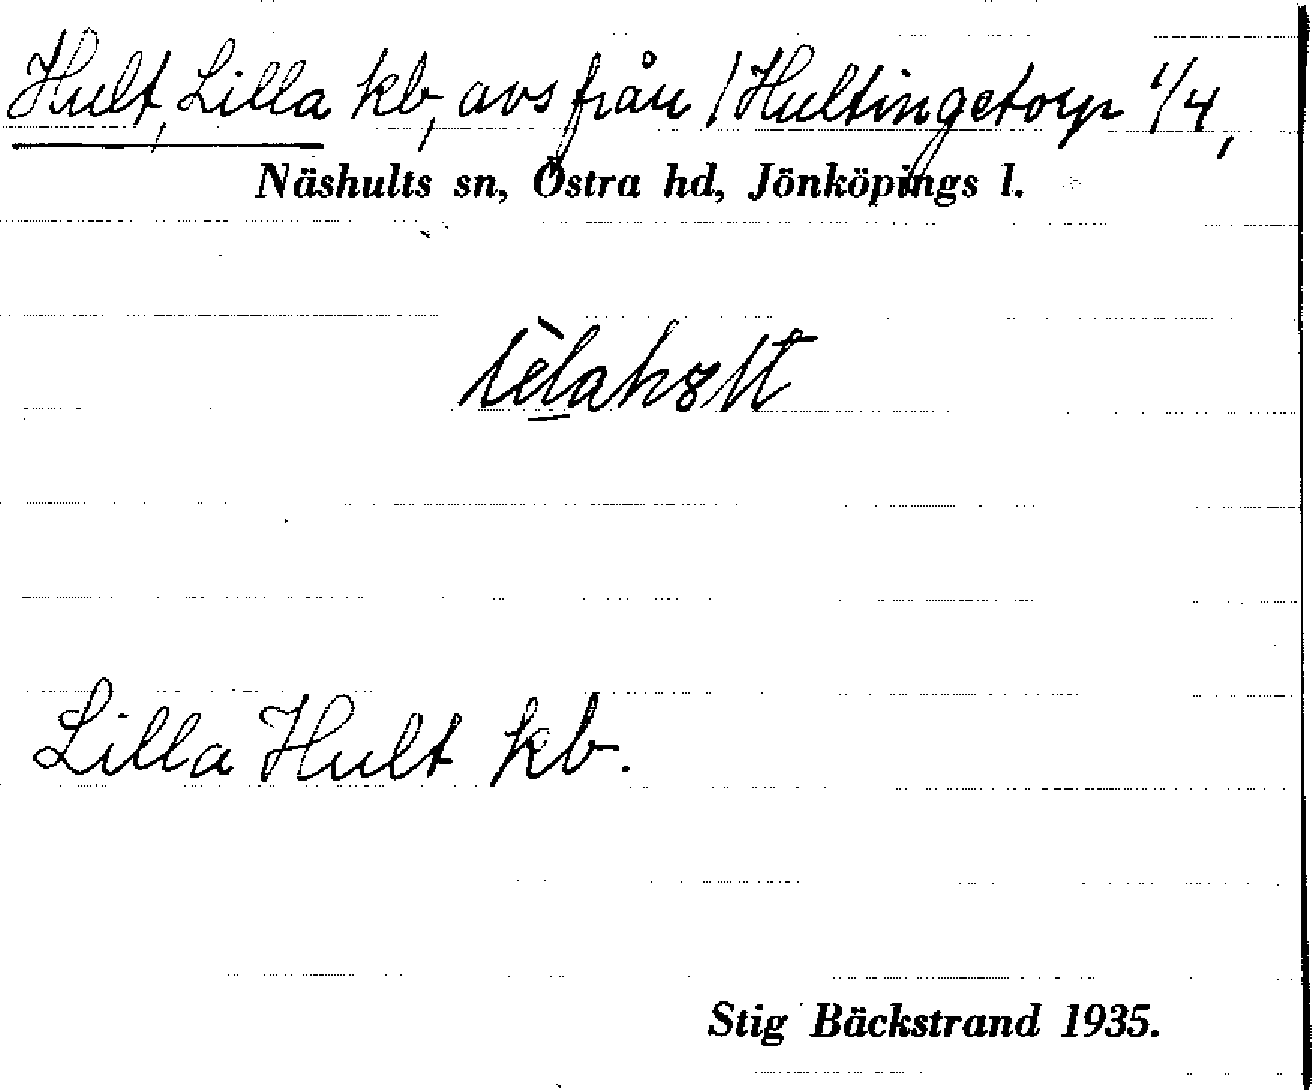 Hult, Lilla kb, avs från / Hultingetorp 1/4,
Näshults sn, Östra hd, Jönköpings l.
Lilla Hult kb.
Stig Bäckstrand 1935.